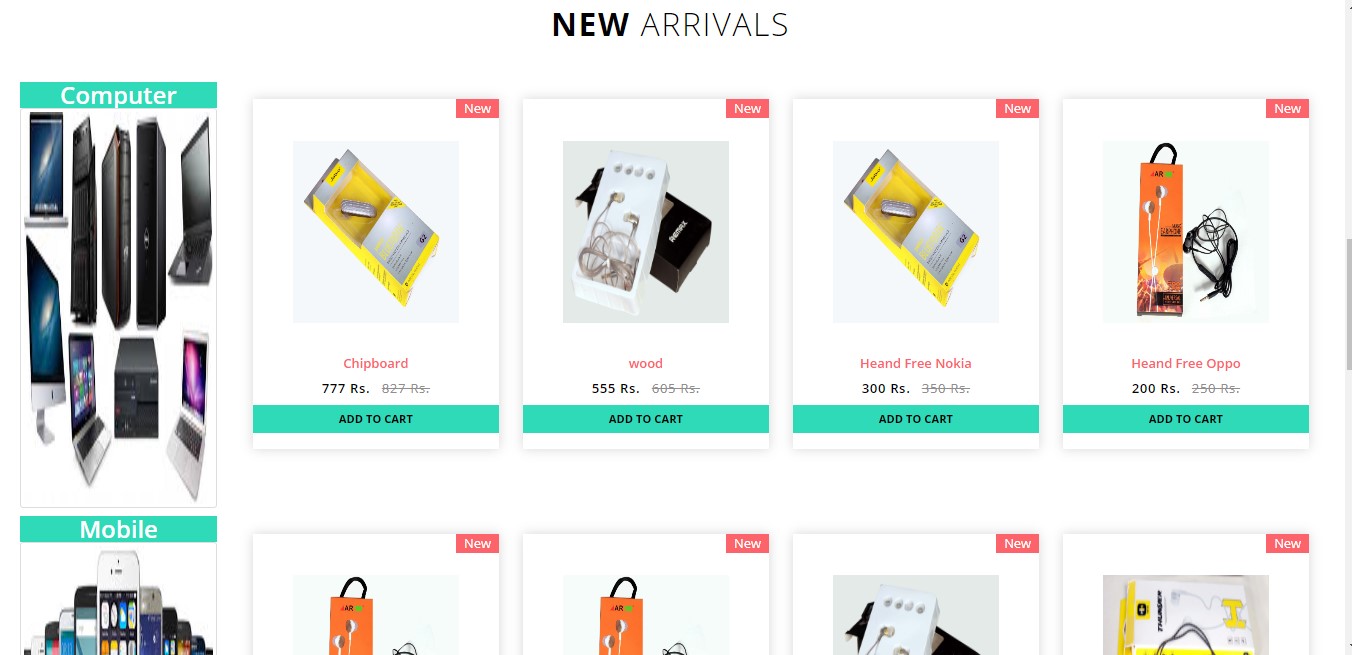 NEW ARRIVALS
Computer
New
New
New
New
REMAX
Chipboard
wood
Heand Free Nokia
Heand Free Oppo
777 Rs. 827 Rs.
555 Rs. 605 Rs.
300 Rs. 350 Rs.
200 Rs. 250 Rs.
ADD TO CART
ADD TO CART
ADD TO CART
ADD TO CART
Mobile
New
New
New
New
THUNDER